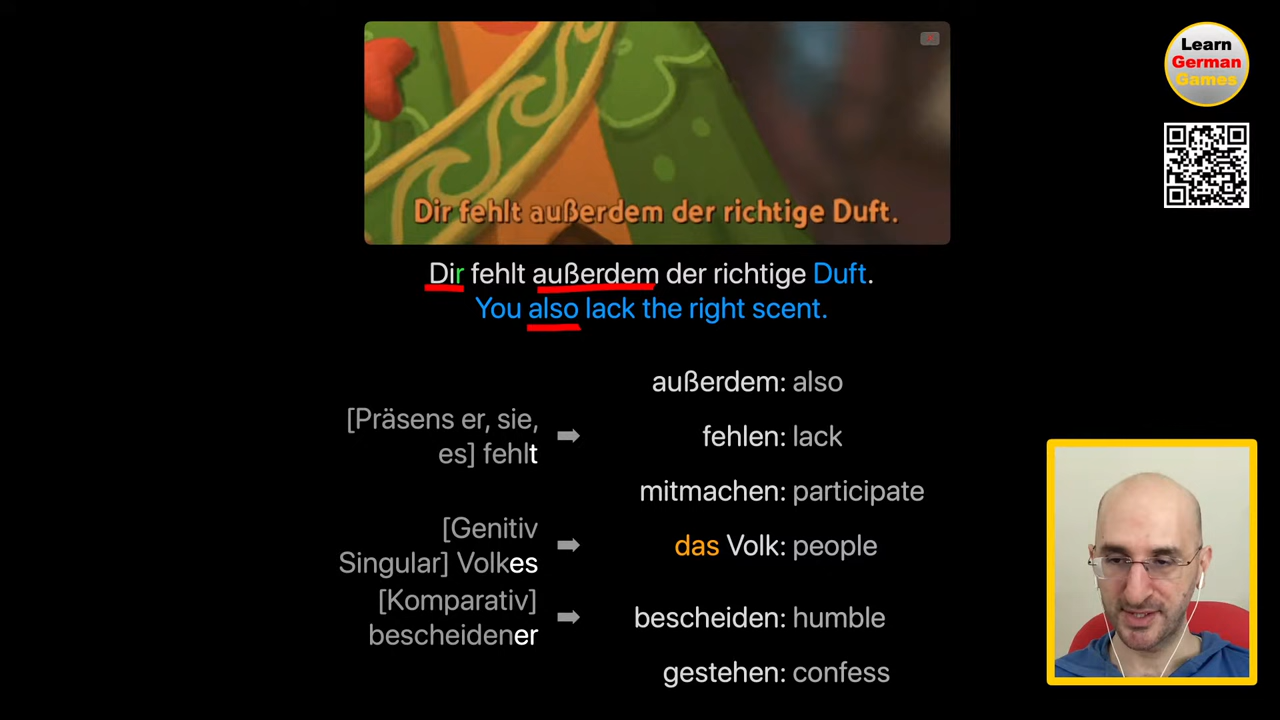 Learn
German
Games
Dir fehlt außerdem der richtige Duft.
Dir fehlt außerdem der richtige Duft.
You also lack the right scent.
außerdem: also
[Präsens er, sie,
es] fehlt
fehlen: lack
mitmachen: participate
[Genitiv
Singular] Volkes
das Volk: people
[Komparativ]
bescheidener
bescheiden: humble
gestehen: confess